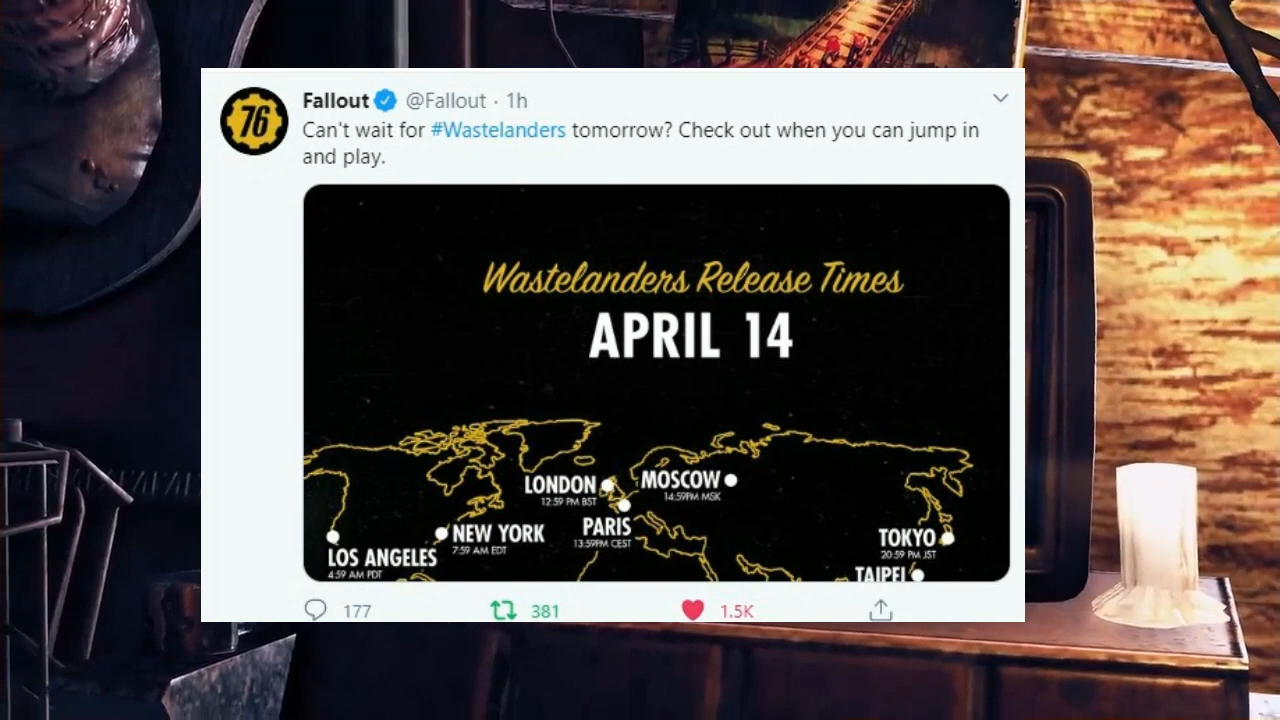 76
Fallout @Fallout · 1h
Can't wait for #Wastelanders tomorrow? Check out when you can jump in
and play.
Wastelanders Release Times
APRIL 14
LONDON
12:59 PM BST
MOSCOW
14:59PM MSK
PARIS
13:59PM CEST
NEW YORK
7:59 AM EDT
LOS ANGELES
4:59 AM PDT
TOKYO
20:59 PM JST
TAIPEI
177 381 1.5K